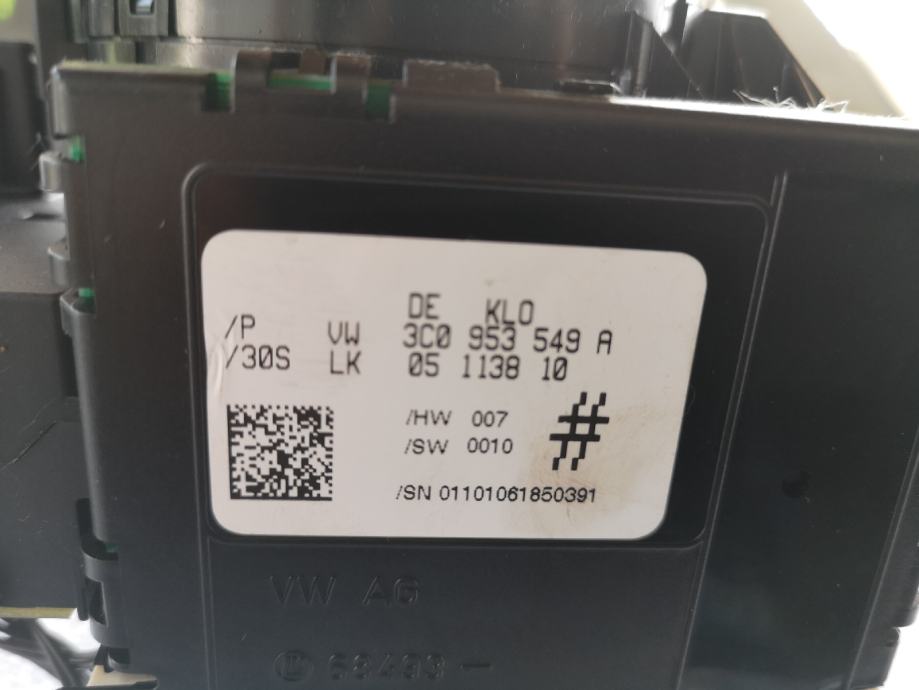 DE KLO
/P VW 3C0 953 549 A
/30S LK 05 1138 10
/HW 007
/SW 0010
#
/SN 01101061850391
VW AG